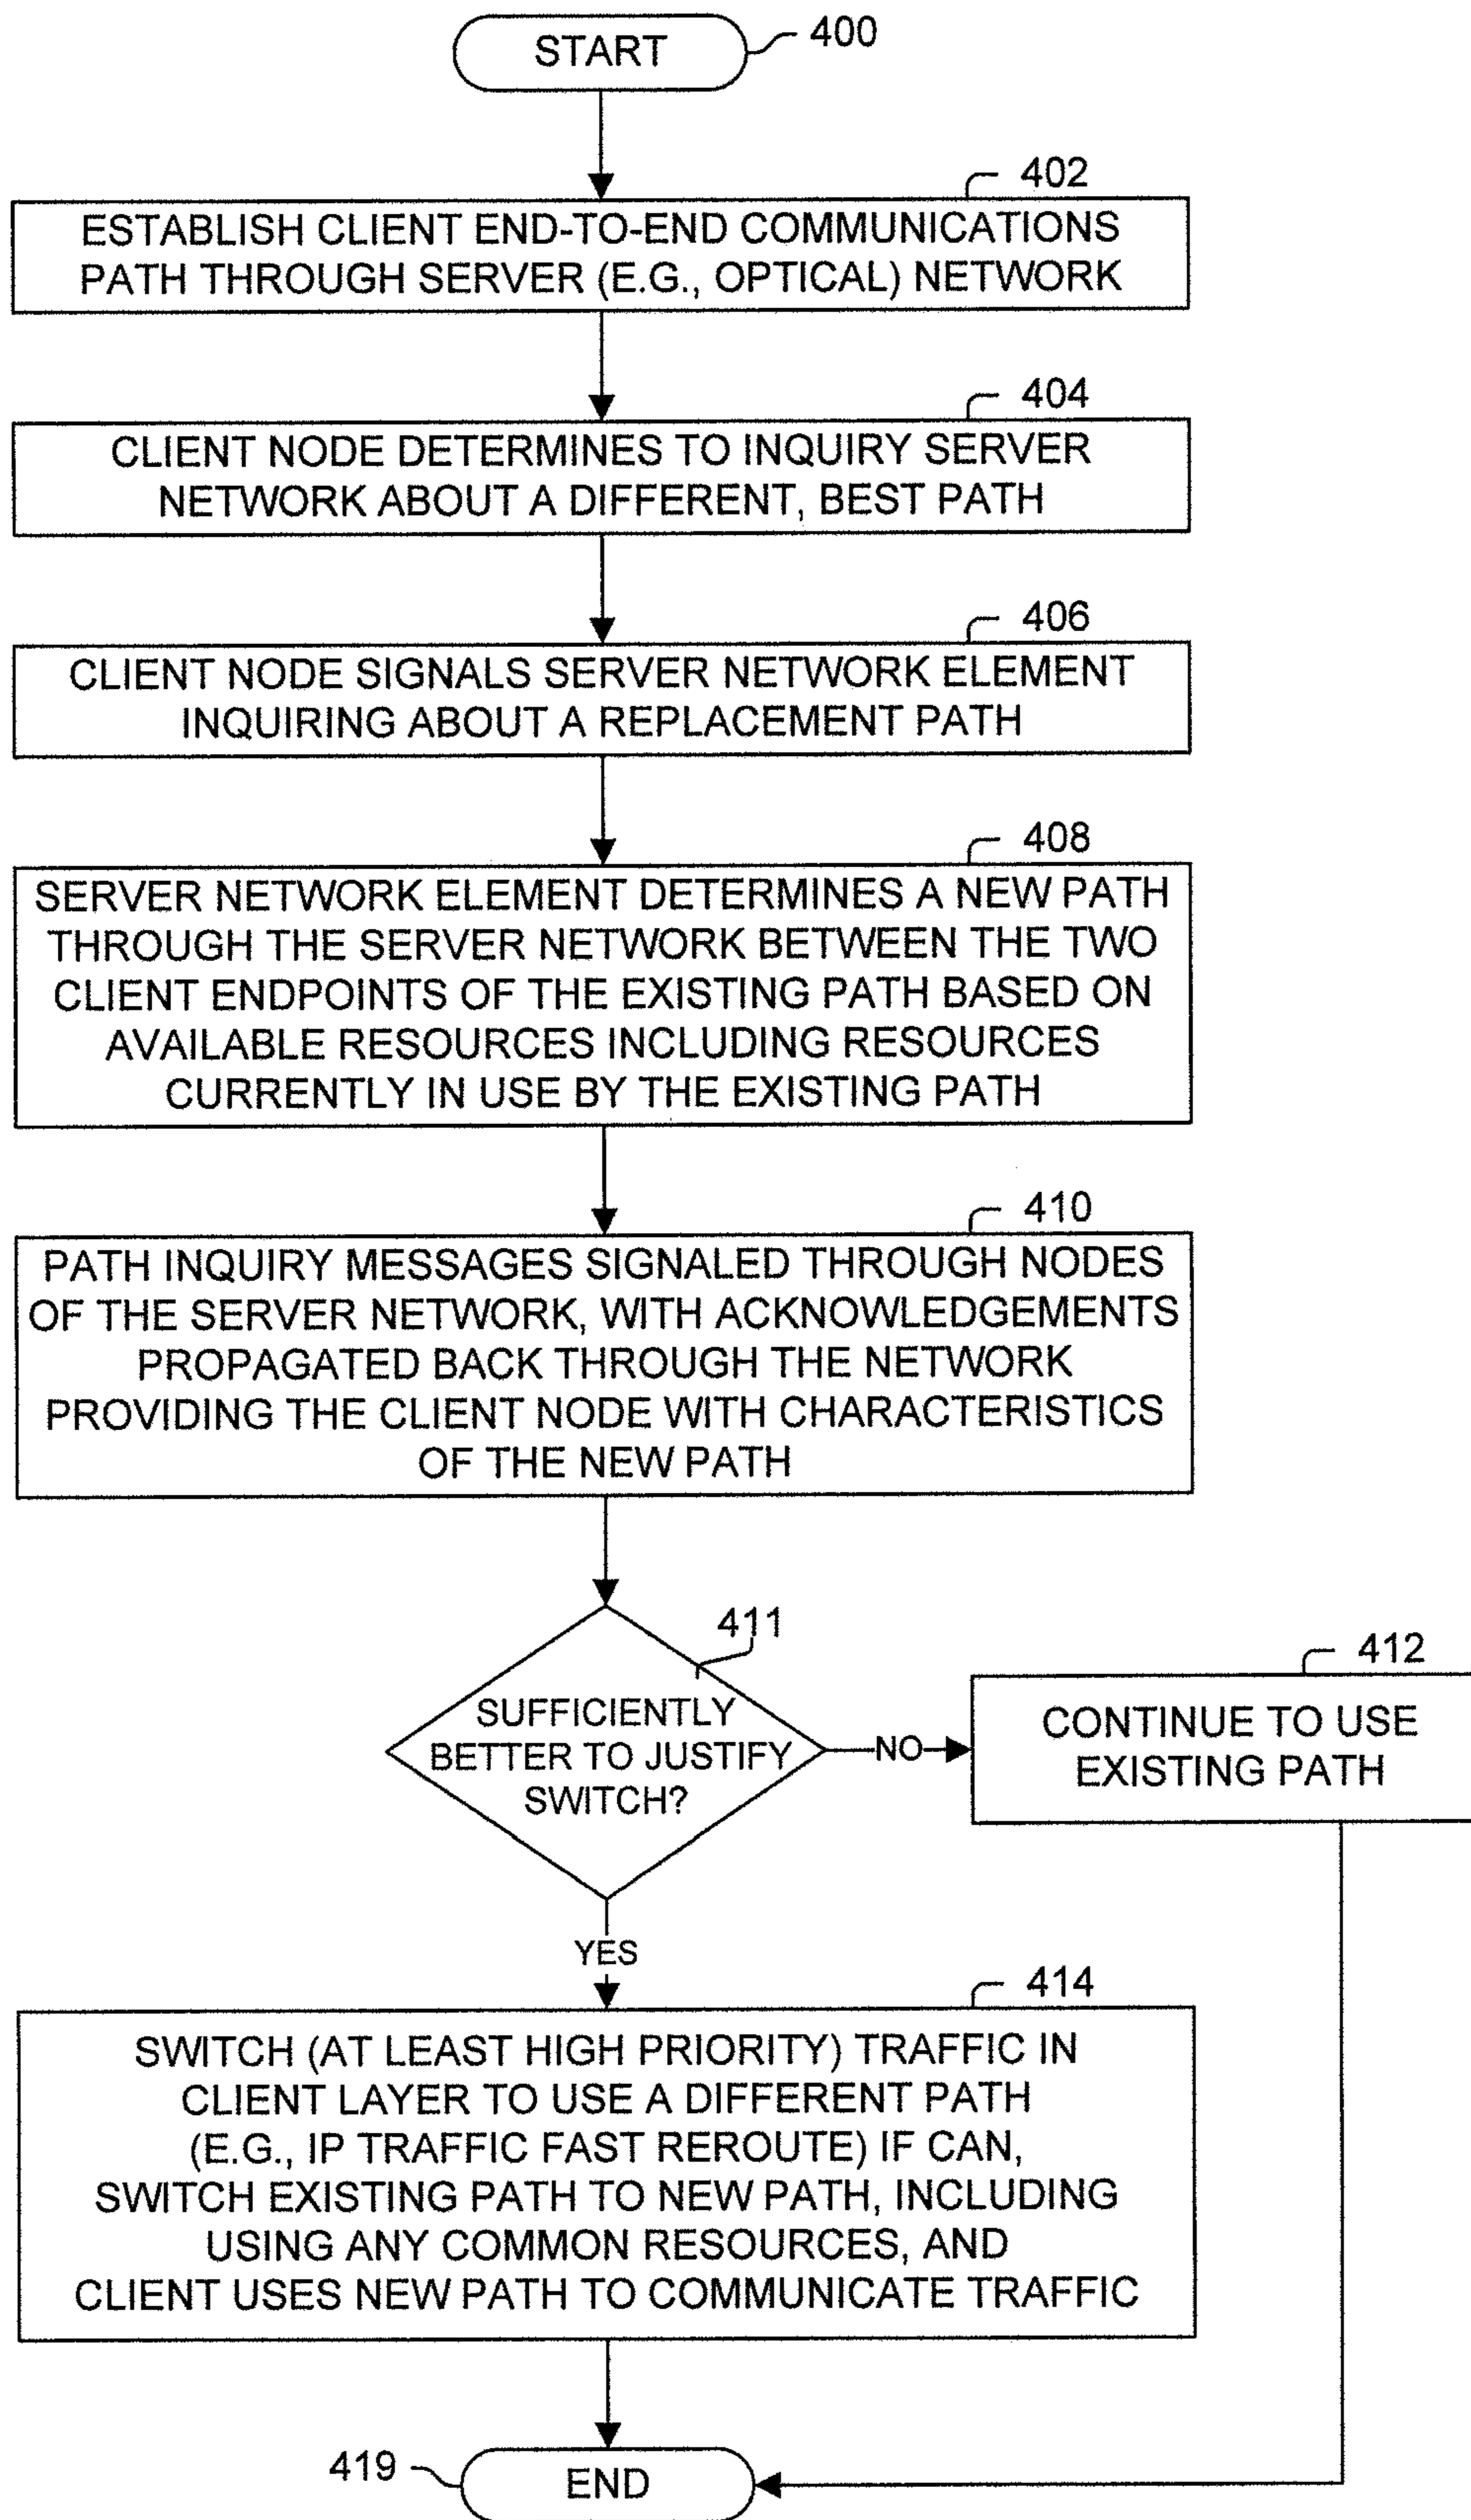 START
400
402
ESTABLISH CLIENT END-TO-END COMMUNICATIONS
PATH THROUGH SERVER (E.G., OPTICAL) NETWORK
404
CLIENT NODE DETERMINES TO INQUIRY SERVER
NETWORK ABOUT A DIFFERENT, BEST PATH
406
CLIENT NODE SIGNALS SERVER NETWORK ELEMENT
INQUIRING ABOUT A REPLACEMENT PATH
408
SERVER NETWORK ELEMENT DETERMINES A NEW PATH
THROUGH THE SERVER NETWORK BETWEEN THE TWO
CLIENT ENDPOINTS OF THE EXISTING PATH BASED ON
AVAILABLE RESOURCES INCLUDING RESOURCES
CURRENTLY IN USE BY THE EXISTING PATH
410
PATH INQUIRY MESSAGES SIGNALED THROUGH NODES
OF THE SERVER NETWORK, WITH ACKNOWLEDGEMENTS
PROPAGATED BACK THROUGH THE NETWORK
PROVIDING THE CLIENT NODE WITH CHARACTERISTICS
OF THE NEW PATH
411
SUFFICIENTLY
BETTER TO JUSTIFY
SWITCH?
NO
412
CONTINUE TO USE
EXISTING PATH
YES
414
SWITCH (AT LEAST HIGH PRIORITY) TRAFFIC IN
CLIENT LAYER TO USE A DIFFERENT PATH
(E.G., IP TRAFFIC FAST REROUTE) IF CAN,
SWITCH EXISTING PATH TO NEW PATH, INCLUDING
USING ANY COMMON RESOURCES, AND
CLIENT USES NEW PATH TO COMMUNICATE TRAFFIC
419
END